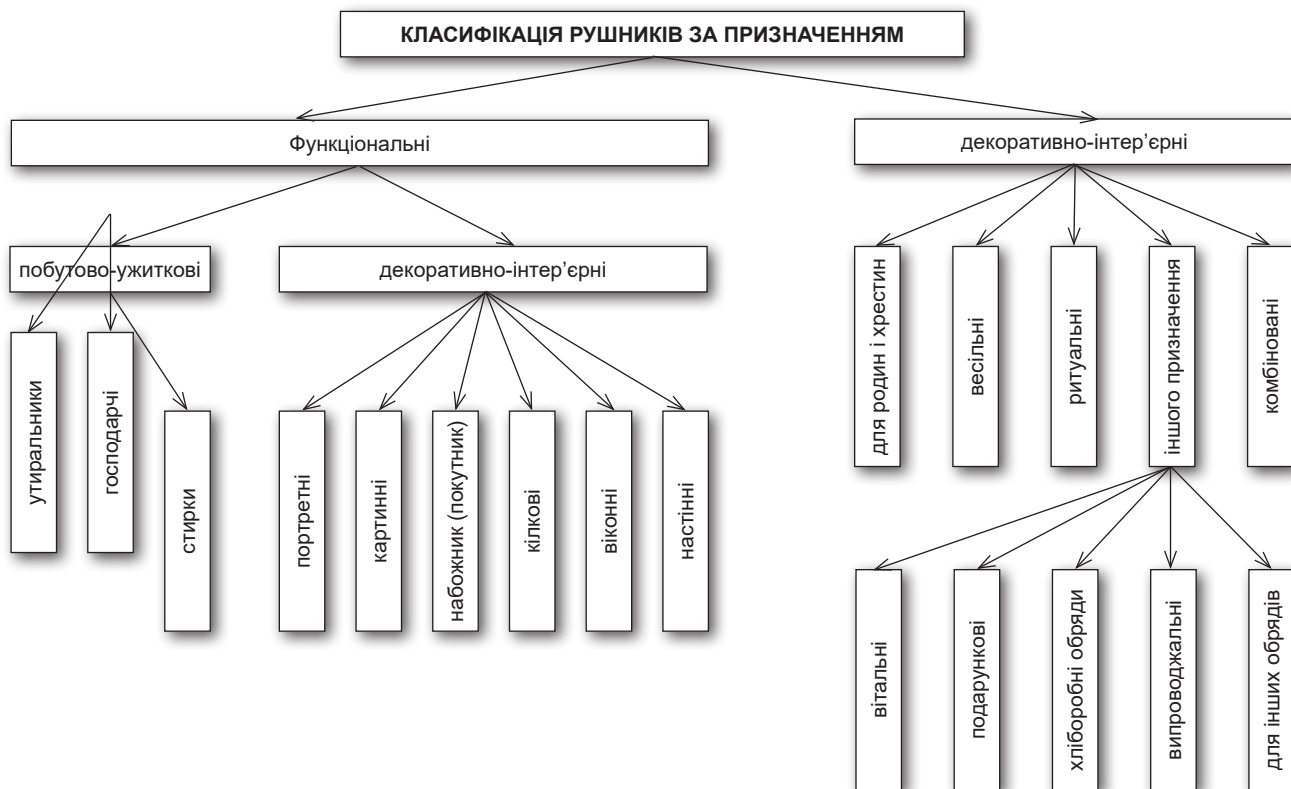 КЛАСИФІКАЦІЯ РУШНИКІВ ЗА ПРИЗНАЧЕННЯМ
Функціональні
декоративно-інтер’єрні
побутово-ужиткові
декоративно-інтер’єрні
утиральники
господарчі
стирки
портретні
картинні
набожник (покутник)
кілкові
віконні
настінні
для родин і хрестин
весільні
ритуальні
іншого призначення
комбіновані
вітальні
подарункові
хліборобні обряди
випроводжальні
для інших обрядів